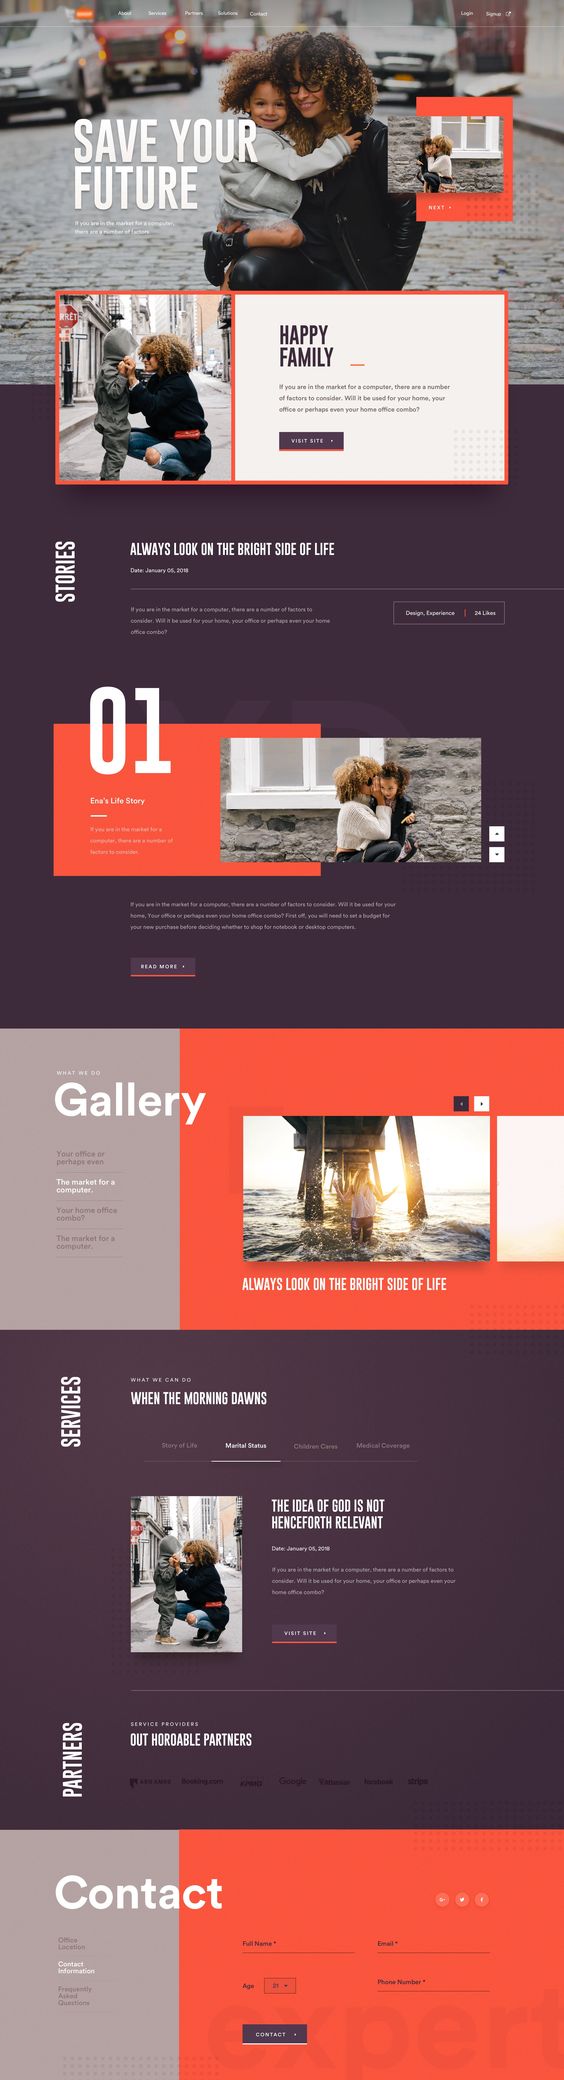 About Services Partners Solutions Contact
Login Signup
SAVE YOUR
FUTURE
If you are in the market for a computer,
there are a number of factors
NEXT
ARRÊT
HAPPY
FAMILY
If you are in the market for a computer, there are a number
of factors to consider. Will it be used for your home, your
office or perhaps even your home office combo?
VISIT SITE
STORIES
ALWAYS LOOK ON THE BRIGHT SIDE OF LIFE
Date: January 05, 2018
If you are in the market for a computer, there are a number of factors to
consider. Will it be used for your home, your office or perhaps even your home
office combo?
Design, Experience | 24 Likes
01
Ena's Life Story
If you are in the market for a
computer, there are a number of
factors to consider.
If you are in the market for a computer, there are a number of factors to consider. Will it be used for your
home, Your office or perhaps even your home office combo? First off, you will need to set a budget for
your new purchase before deciding whether to shop for notebook or desktop computers.
READ MORE
WHAT WE DO
Gallery
Your office or
perhaps even
The market for a
computer.
Your home office
combo?
The market for a
computer.
ALWAYS LOOK ON THE BRIGHT SIDE OF LIFE
SERVICES
WHAT WE CAN DO
WHEN THE MORNING DAWNS
Story of Life Marital Status Children Cares Medical Coverage
THE IDEA OF GOD IS NOT
HENCEFORTH RELEVANT
Date: January 05, 2018
If you are in the market for a computer, there are a number of factors to
consider. Will it be used for your home, your office or perhaps even your
home office combo?
VISIT SITE
PARTNERS
SERVICE PROVIDERS
OUT HOROABLE PARTNERS
Booking.com KPMG Google facebook stripe
Contact
Office
Location
Contact
Information
Frequently
Asked
Questions
Full Name * Email *
Age 21 Phone Number *
CONTACT
expert